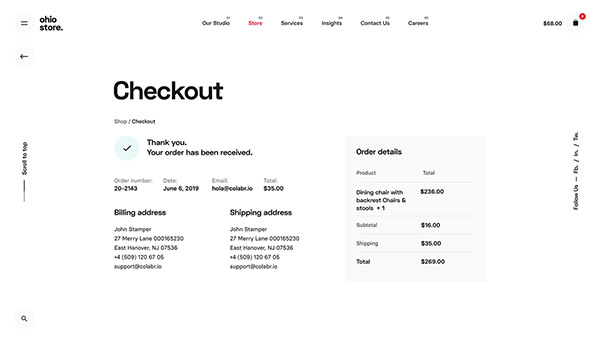 ohio
store.
Our Studio 01
Store 02
Services 03
Insights 04
Contact Us 05
Careers 06
$68.00
Checkout
Shop / Checkout
Thank you.
Your order has been received.
Order number: Date: Email: Total:
20-2143 June 6, 2019 hola@colabr.io $35.00
Billing address
John Stamper
27 Merry Lane 000165230
East Hanover, NJ 07536
+4 (509) 120 67 05
support@colabr.io
Shipping address
John Stamper
27 Merry Lane 000165230
East Hanover, NJ 07536
+4 (509) 120 67 05
support@colabr.io
Order details
Product Total
Dining chair with $236.00
backrest Chairs &
stools × 1
Subtotal $16.00
Shipping $35.00
Total $269.00
Scroll to top
Follow Us — Fb. / In. / Tw.